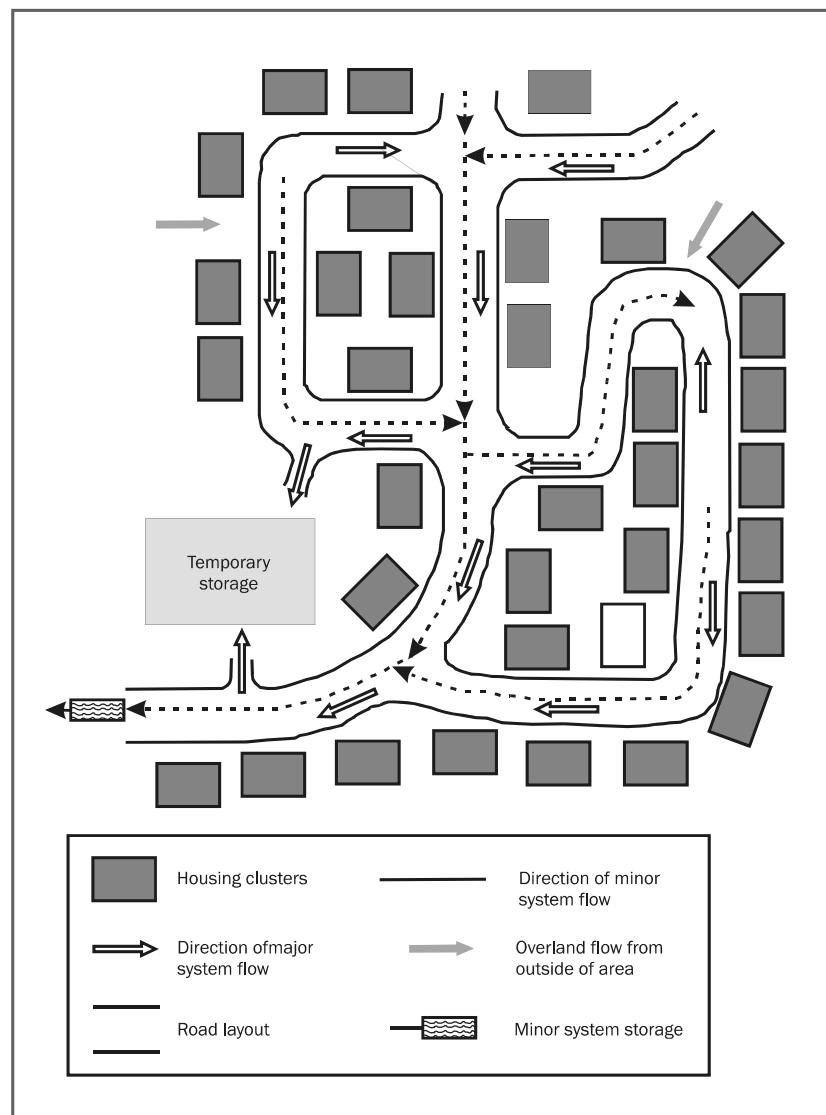 Temporary
storage
Housing clusters
Direction of minor
system flow
Direction ofmajor
system flow
Overland flow from
outside of area
Road layout
Minor system storage